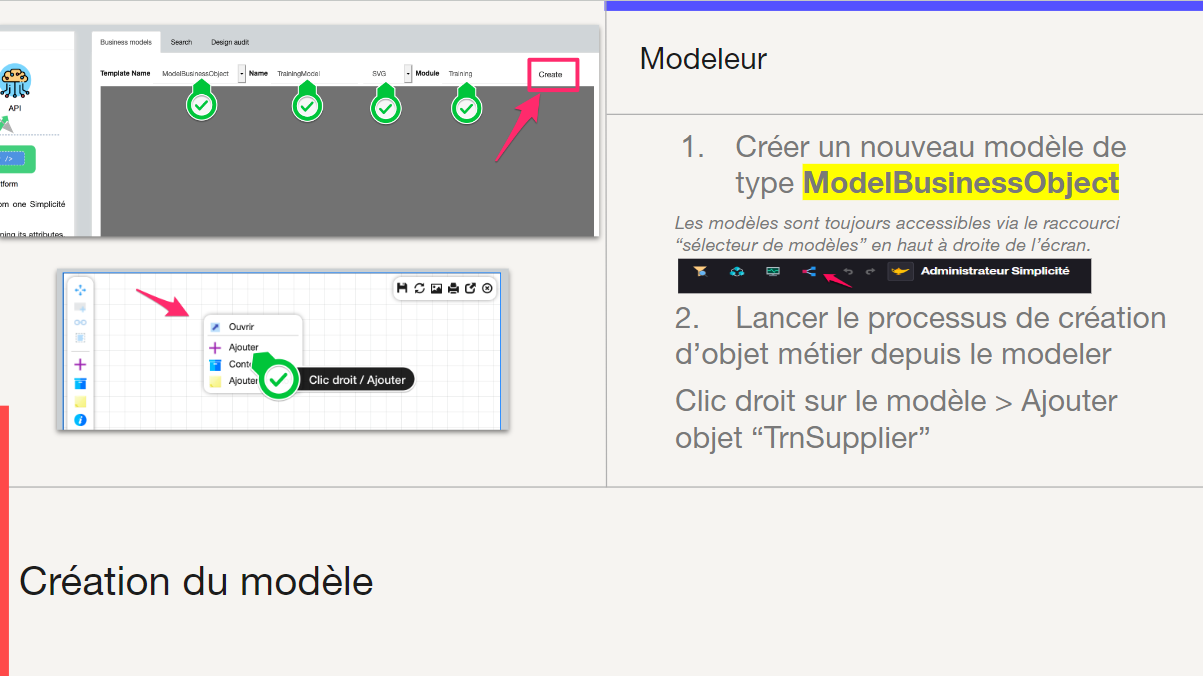 Business models Search Design audit
Template Name ModelBusinessObject Name TrainingModel SVG Module Training Create
API
/>
tform
om one Simplicité
ning its attributes
Ouvrir
Ajouter
Conte
Ajouter
Clic droit / Ajouter
Modeleur
1. Créer un nouveau modèle de
type ModelBusinessObject
Les modèles sont toujours accessibles via le raccourci
“sélecteur de modèles” en haut à droite de l’écran.
Administrateur Simplicité
2. Lancer le processus de création
d’objet métier depuis le modeler
Clic droit sur le modèle > Ajouter
objet “TrnSupplier”
Création du modèle